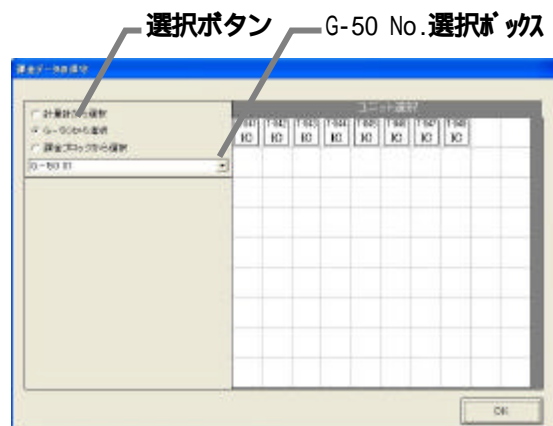 選択ボタン
G-50 No.選択ボックス
課金データの選択
ユニット選択
計量計から選択
G-50から選択
課金ブロックから選択
G-50 01
IC IC IC IC IC IC IC IC
OK